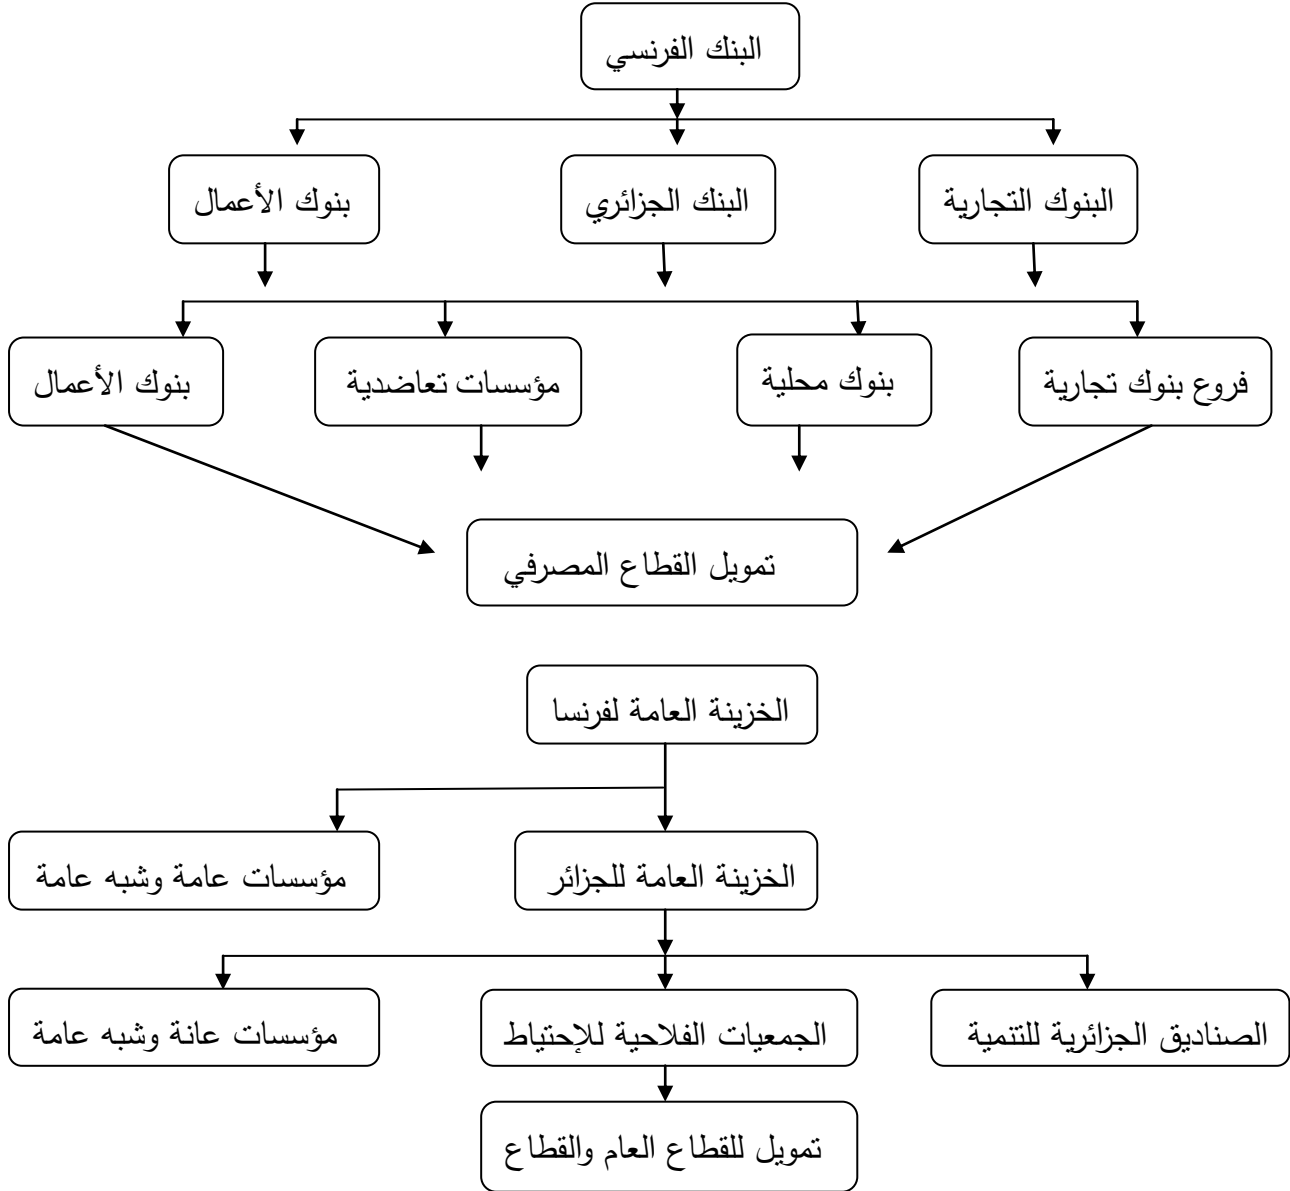 البنك الفرنسي
البنوك التجارية
البنك الجزائري
بنوك الأعمال
فروع بنوك تجارية
بنوك محلية
مؤسسات تعاضدية
بنوك الأعمال
تمويل القطاع المصرفي
الخزينة العامة لفرنسا
الخزينة العامة للجزائر
مؤسسات عامة وشبه عامة
الصناديق الجزائرية للتنمية
الجمعيات الفلاحية للإحتياط
مؤسسات عانة وشبه عامة
تمويل للقطاع العام والقطاع